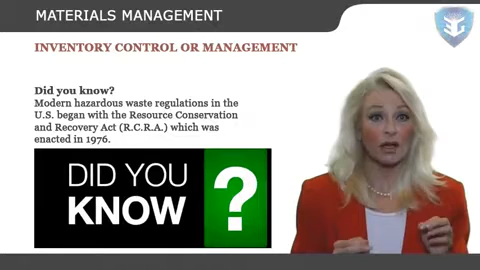 MATERIALS MANAGEMENT
INVENTORY CONTROL OR MANAGEMENT
Did you know?
Modern hazardous waste regulations in the
U.S. began with the Resource Conservation
and Recovery Act (R.C.R.A.) which was
enacted in 1976.
DID YOU
KNOW
?